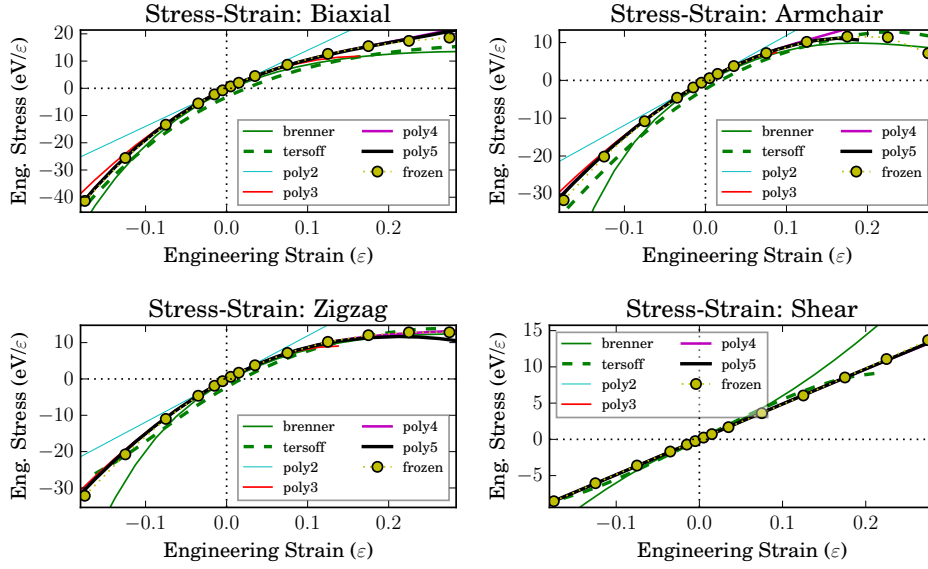 Stress-Strain: Biaxial
Eng. Stress (eV/ε)
20
10
0
−10
−20
−30
−40
brenner
tersoff
poly2
poly3
poly4
poly5
frozen
−0.1
0.0
0.1
0.2
Engineering Strain (ε)
Stress-Strain: Armchair
Eng. Stress (eV/ε)
10
0
−10
−20
−30
brenner
tersoff
poly2
poly3
poly4
poly5
frozen
−0.1
0.0
0.1
0.2
Engineering Strain (ε)
Stress-Strain: Zigzag
Eng. Stress (eV/ε)
10
0
−10
−20
−30
brenner
tersoff
poly2
poly3
poly4
poly5
frozen
−0.1
0.0
0.1
0.2
Engineering Strain (ε)
Stress-Strain: Shear
Eng. Stress (eV/ε)
15
10
5
0
−5
brenner
tersoff
poly2
poly3
poly4
poly5
frozen
−0.1
0.0
0.1
0.2
Engineering Strain (ε)